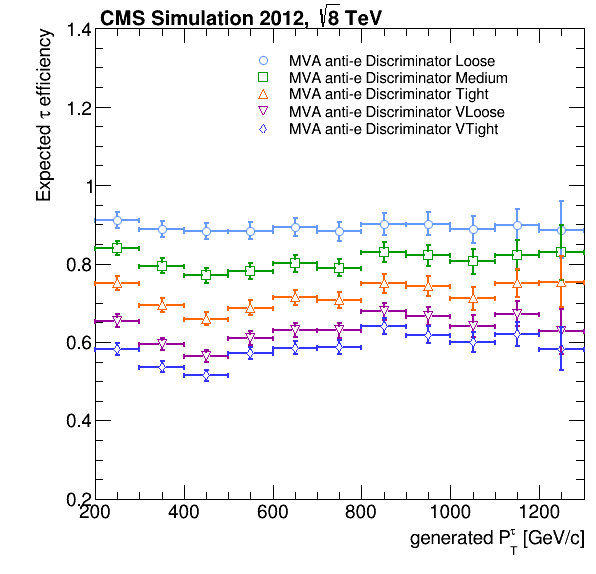 CMS Simulation 2012, √8 TeV
Expected τ efficiency
1.4
1.2
1
0.8
0.6
0.4
0.2
MVA anti-e Discriminator Loose
MVA anti-e Discriminator Medium
MVA anti-e Discriminator Tight
MVA anti-e Discriminator VLoose
MVA anti-e Discriminator VTight
200 400 600 800 1000 1200
generated P_T^τ [GeV/c]